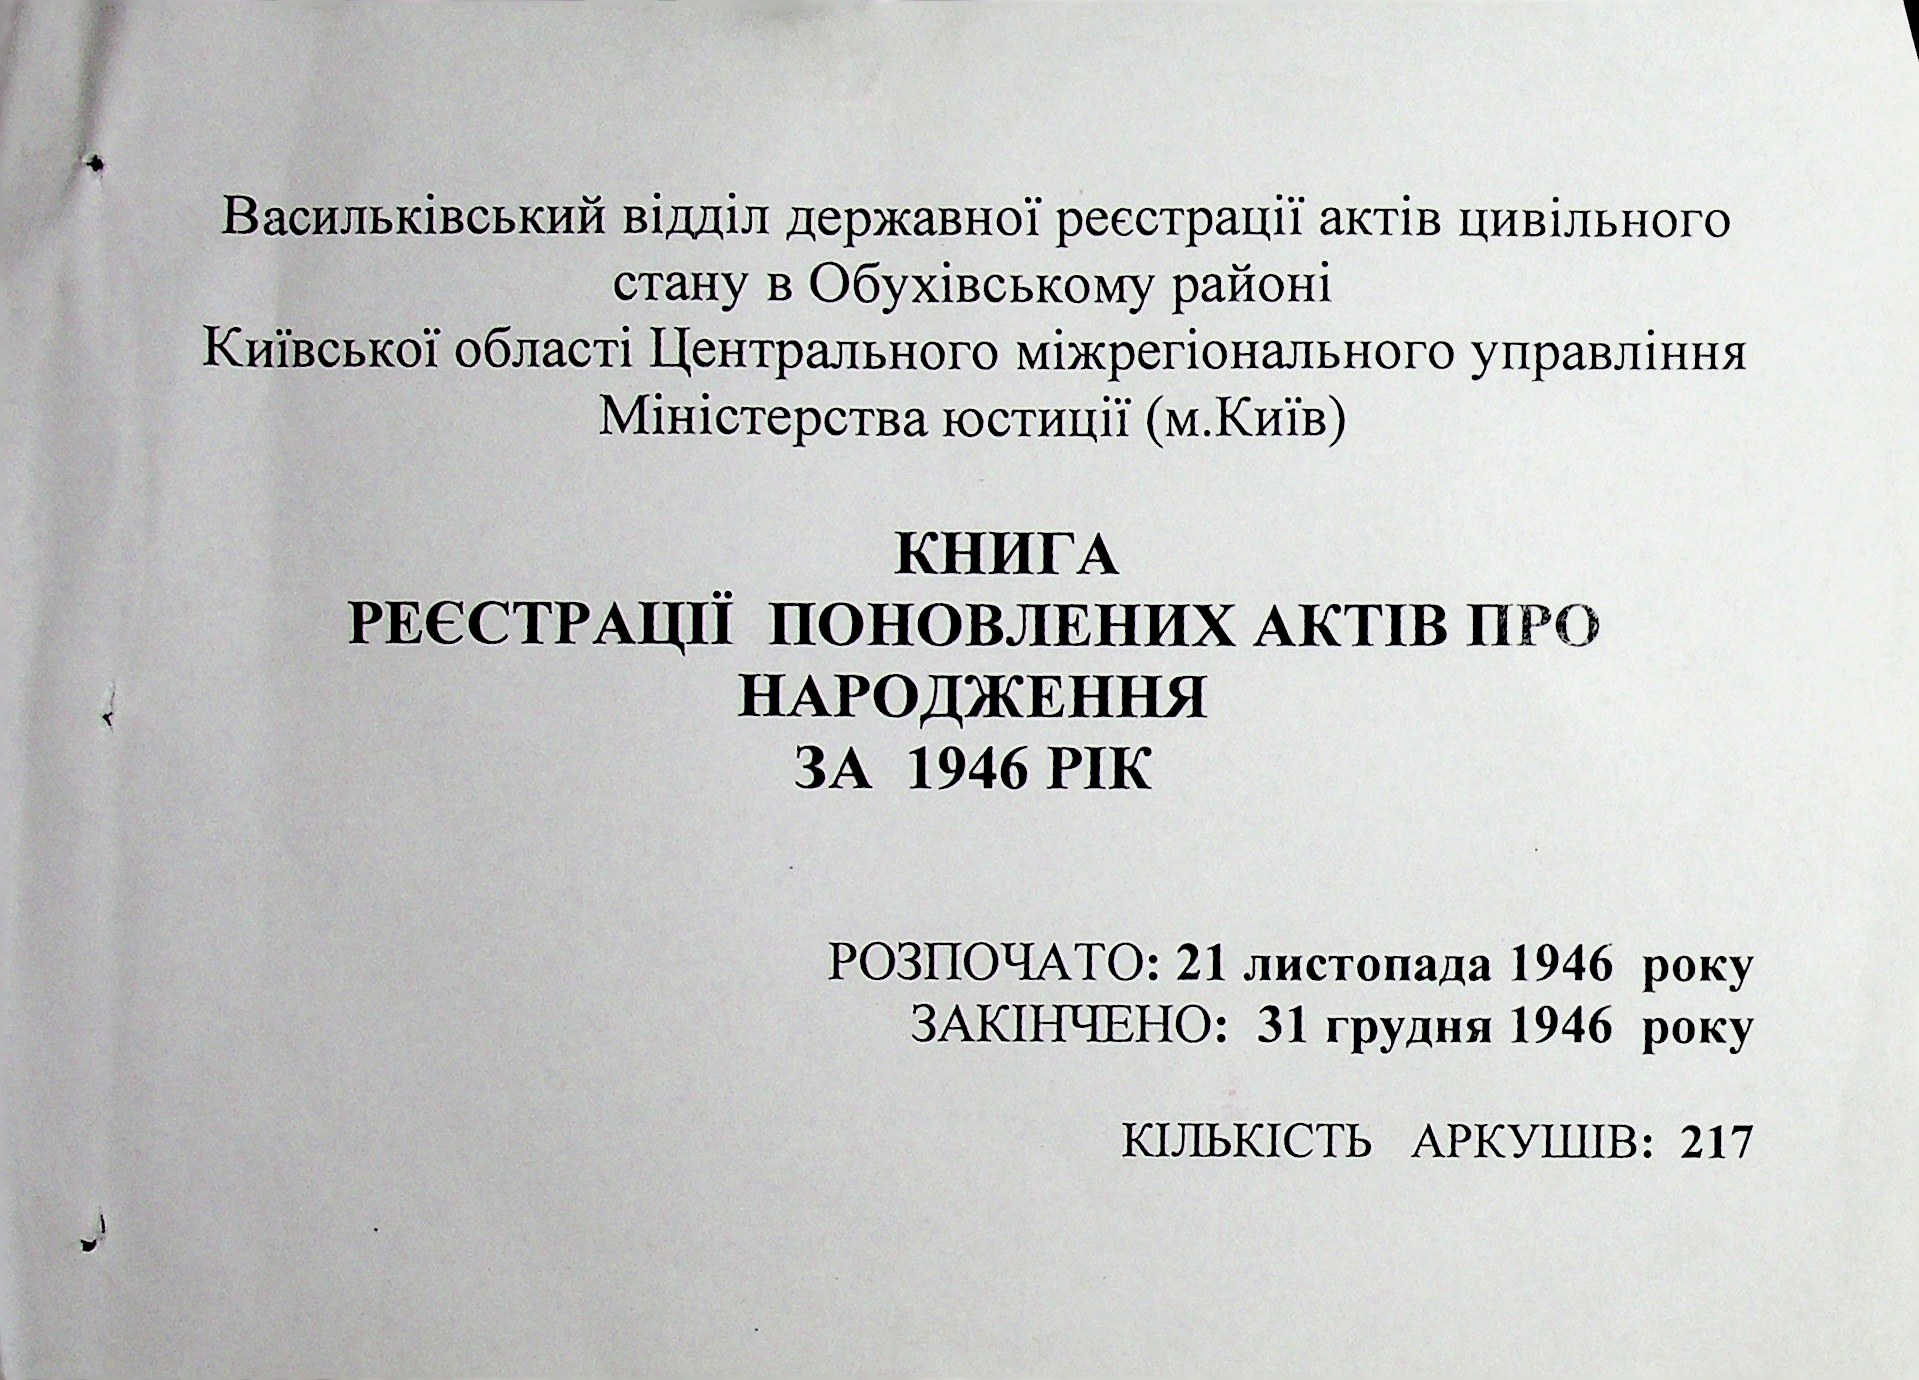 Васильківський відділ державної реєстрації актів цивільного
стану в Обухівському районі
Київської області Центрального міжрегіонального управління
Міністерства юстиції (м.Київ)
КНИГА
РЕЄСТРАЦІЇ ПОНОВЛЕНИХ АКТІВ ПРО
НАРОДЖЕННЯ
ЗА 1946 РІК
РОЗПОЧАТО: 21 листопада 1946 року
ЗАКІНЧЕНО: 31 грудня 1946 року
КІЛЬКІСТЬ АРКУШІВ: 217